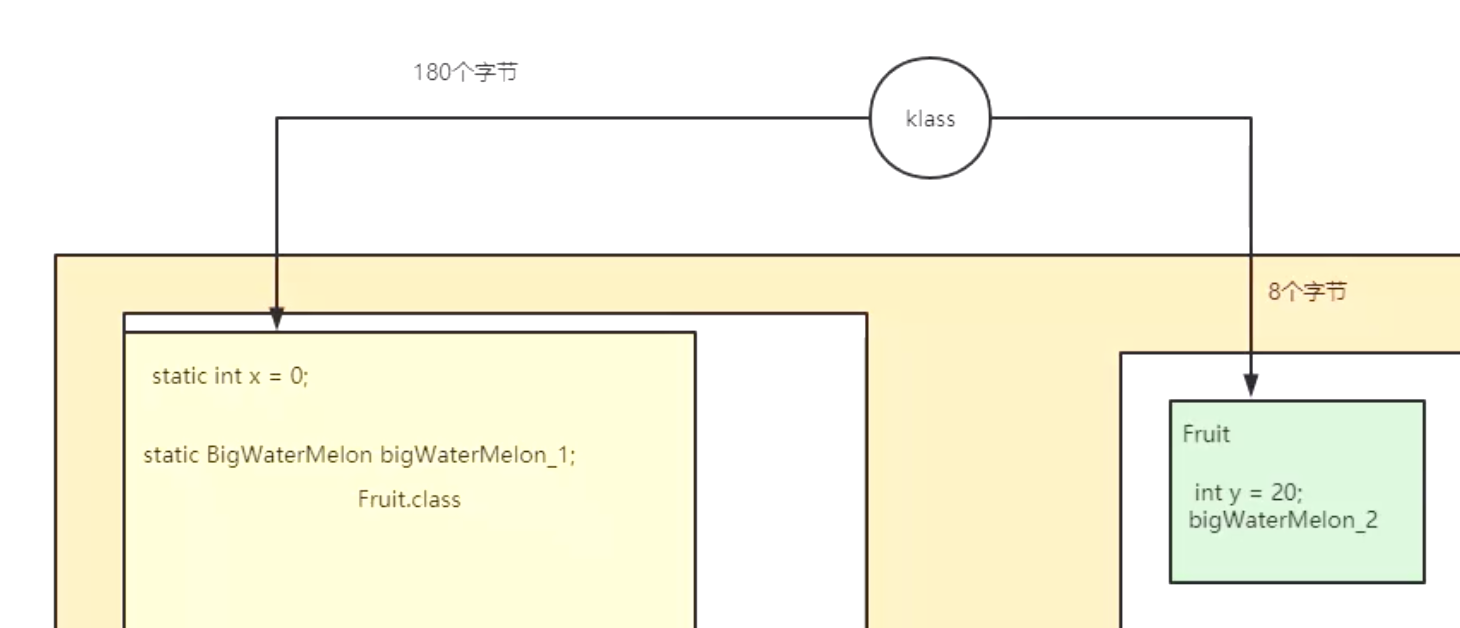 180个字节
klass
8个字节
static int x = 0;
static BigWaterMelon bigWaterMelon_1;
Fruit.class
Fruit
int y = 20;
bigWaterMelon_2